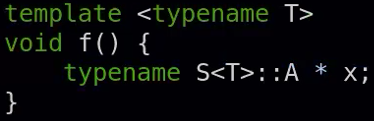 template <typename T>
void f() {
    typename S<T>::A * x;
}